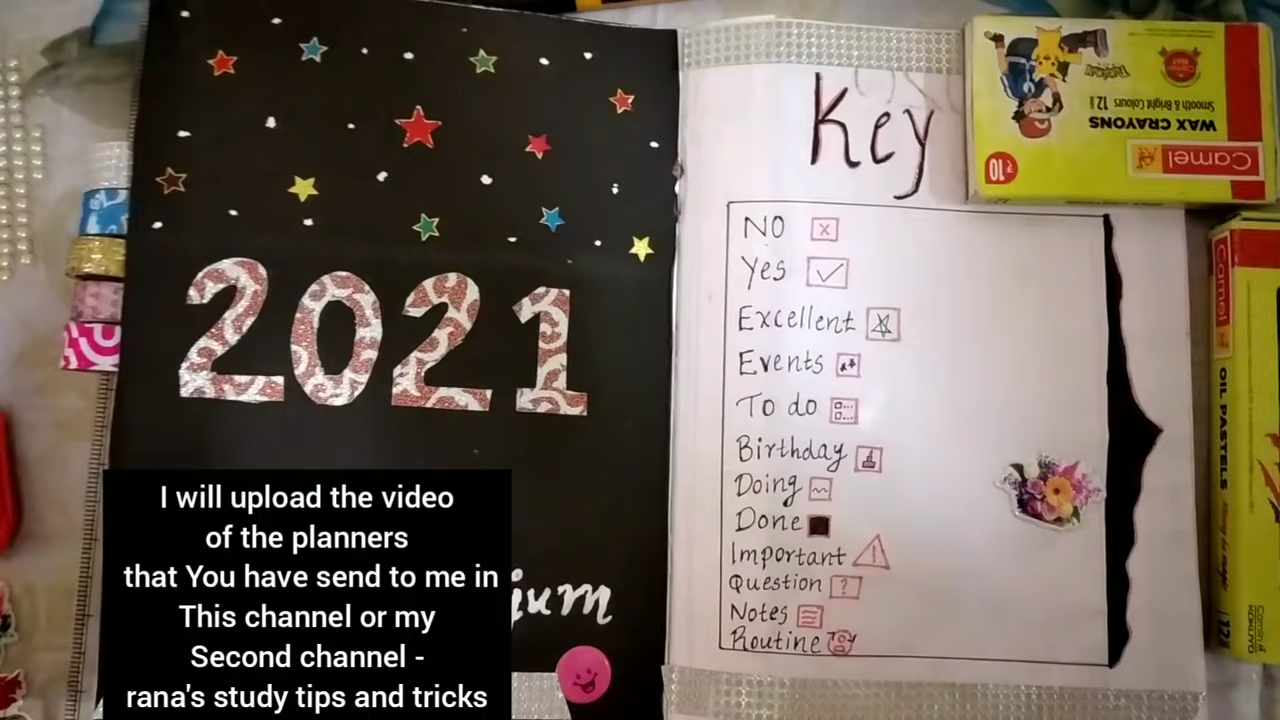 2021
I will upload the video
of the planners
that You have send to me in
This channel or my
Second channel -
rana's study tips and tricks
Key
NO
Yes
Excellent
Events
To do
Birthday
Doing
Done
Important
Question
Notes
Routine
Camel
WAX CRAYONS
Smooth & Bright Colours 12
₹10
Camel
OIL PASTELS
12